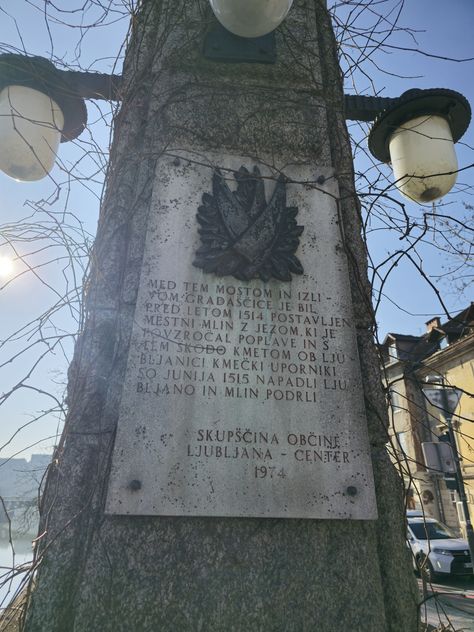 MED TEM MOSTOM IN IZLI-
VOM GRADAŠČICE JE BIL
PRED LETOM 1514 POSTAVLJEN
MESTNI MLIN Z JEZOM, KI JE
POVZROČAL POPLAVE IN S
TEM ŠKODO KMETOM OB LJU
BLJANICI KMEČKI UPORNIKI
SO JUNIJA 1515 NAPADLI LJU
BLJANO IN MLIN PODRLI
SKUPŠČINA OBČINE
LJUBLJANA - CENTER
1974